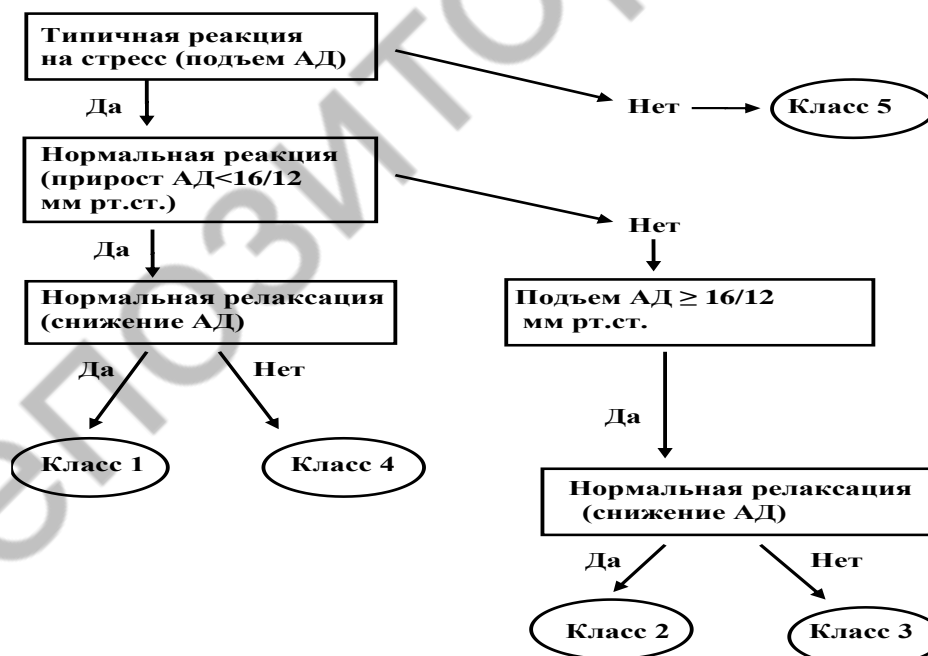 Типичная реакция
на стресс (подъем АД)
Да
Нет
Класс 5
Нормальная реакция
(прирост АД<16/12
мм рт.ст.)
Нет
Да
Нормальная релаксация
(снижение АД)
Подъем АД ≥ 16/12
мм рт.ст.
Да
Нет
Да
Класс 1
Класс 4
Нормальная релаксация
(снижение АД)
Да
Нет
Класс 2
Класс 3